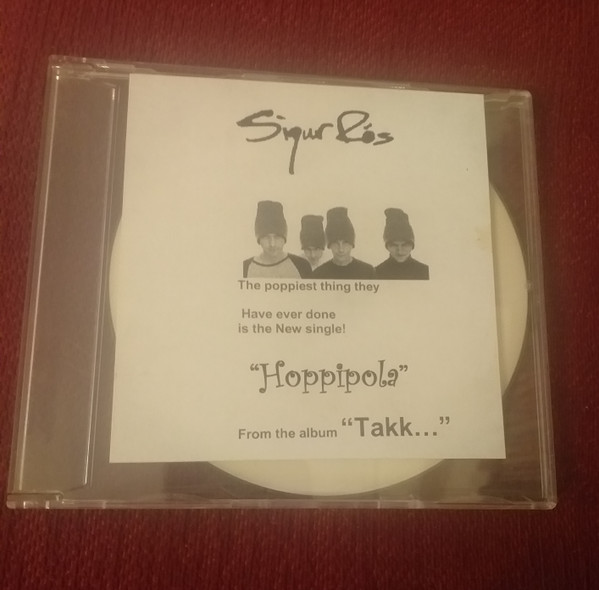 Sigur Rós
The poppiest thing they
Have ever done
is the New single!
“Hoppipola”
From the album “Takk...”